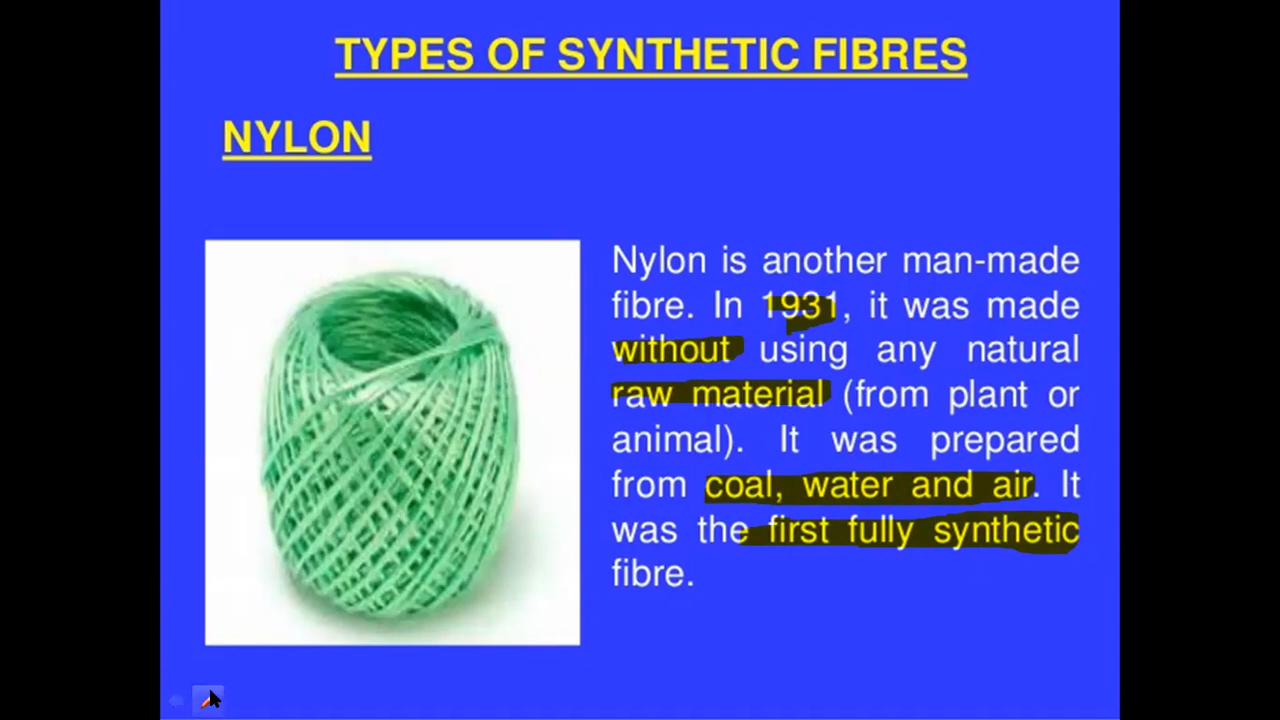 TYPES OF SYNTHETIC FIBRES
NYLON
Nylon is another man-made
fibre. In 1931, it was made
without using any natural
raw material (from plant or
animal). It was prepared
from coal, water and air. It
was the first fully synthetic
fibre.